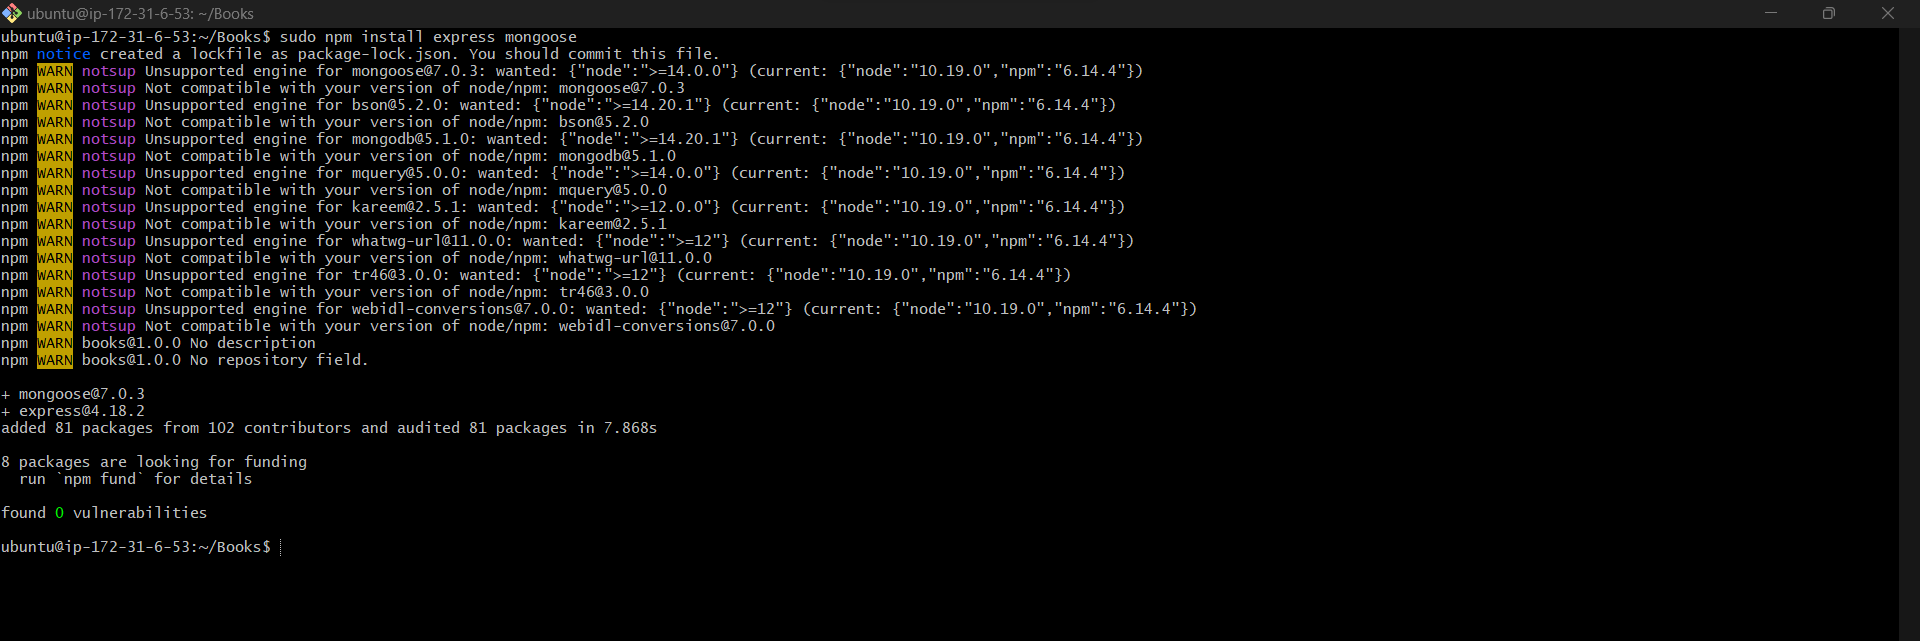 ubuntu@ip-172-31-6-53: ~/Books
ubuntu@ip-172-31-6-53:~/Books$ sudo npm install express mongoose
npm notice created a lockfile as package-lock.json. You should commit this file.
npm WARN notsup Unsupported engine for mongoose@7.0.3: wanted: {"node":">=14.0.0"} (current: {"node":"10.19.0","npm":"6.14.4"})
npm WARN notsup Not compatible with your version of node/npm: mongoose@7.0.3
npm WARN notsup Unsupported engine for bson@5.2.0: wanted: {"node":">=14.20.1"} (current: {"node":"10.19.0","npm":"6.14.4"})
npm WARN notsup Not compatible with your version of node/npm: bson@5.2.0
npm WARN notsup Unsupported engine for mongodb@5.1.0: wanted: {"node":">=14.20.1"} (current: {"node":"10.19.0","npm":"6.14.4"})
npm WARN notsup Not compatible with your version of node/npm: mongodb@5.1.0
npm WARN notsup Unsupported engine for mquery@5.0.0: wanted: {"node":">=14.0.0"} (current: {"node":"10.19.0","npm":"6.14.4"})
npm WARN notsup Not compatible with your version of node/npm: mquery@5.0.0
npm WARN notsup Unsupported engine for kareem@2.5.1: wanted: {"node":">=12.0.0"} (current: {"node":"10.19.0","npm":"6.14.4"})
npm WARN notsup Not compatible with your version of node/npm: kareem@2.5.1
npm WARN notsup Unsupported engine for whatwg-url@11.0.0: wanted: {"node":">=12"} (current: {"node":"10.19.0","npm":"6.14.4"})
npm WARN notsup Not compatible with your version of node/npm: whatwg-url@11.0.0
npm WARN notsup Unsupported engine for tr46@3.0.0: wanted: {"node":">=12"} (current: {"node":"10.19.0","npm":"6.14.4"})
npm WARN notsup Not compatible with your version of node/npm: tr46@3.0.0
npm WARN notsup Unsupported engine for webidl-conversions@7.0.0: wanted: {"node":">=12"} (current: {"node":"10.19.0","npm":"6.14.4"})
npm WARN notsup Not compatible with your version of node/npm: webidl-conversions@7.0.0
npm WARN books@1.0.0 No description
npm WARN books@1.0.0 No repository field.
+ mongoose@7.0.3
+ express@4.18.2
added 81 packages from 102 contributors and audited 81 packages in 7.868s
8 packages are looking for funding
run `npm fund` for details
found 0 vulnerabilities
ubuntu@ip-172-31-6-53:~/Books$